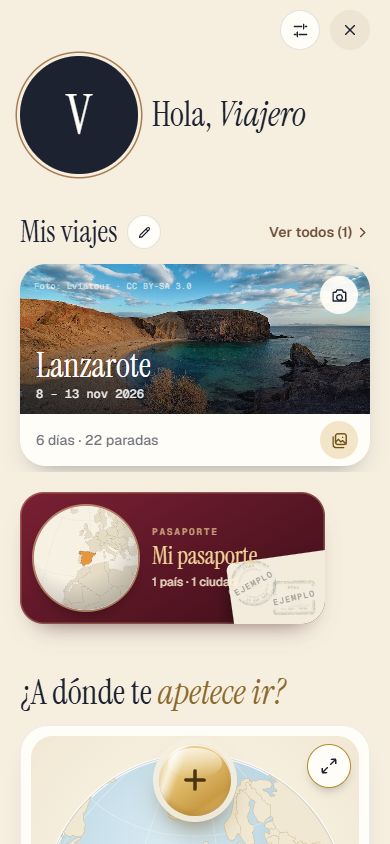 V
Hola, Viajero
Mis viajes
Ver todos (1)
Foto: Lviatour · CC BY-SA 3.0
Lanzarote
8 – 13 nov 2026
6 días · 22 paradas
PASAPORTE
Mi pasaporte
1 país · 1 ciudad
EJEMPLO
EJEMPLO
¿A dónde te apetece ir?